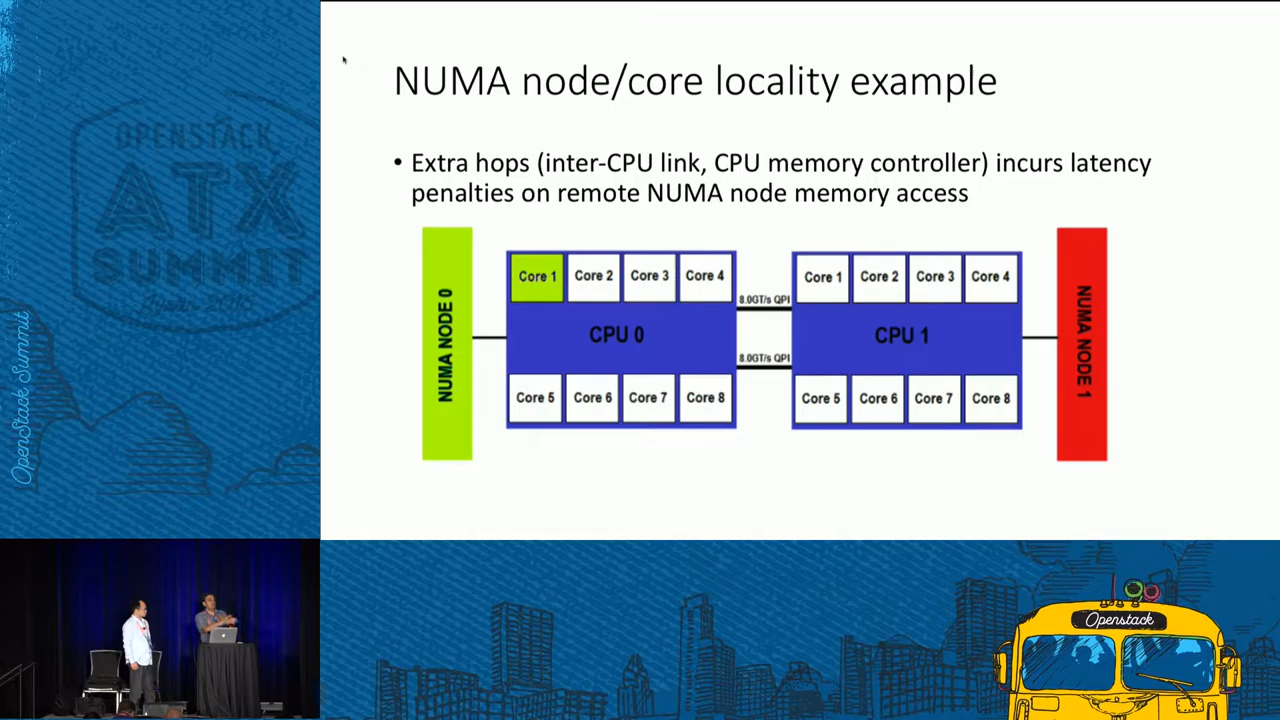 NUMA node/core locality example
• Extra hops (inter-CPU link, CPU memory controller) incurs latency
penalties on remote NUMA node memory access
NUMA NODE 0
Core 1
Core 2
Core 3
Core 4
CPU 0
Core 5
Core 6
Core 7
Core 8
8.0GT/s QPI
8.0GT/s QPI
Core 1
Core 2
Core 3
Core 4
CPU 1
Core 5
Core 6
Core 7
Core 8
NUMA NODE 1
OPENSTACK
ATX
SUMMIT
OpenStack Summit
Openstack